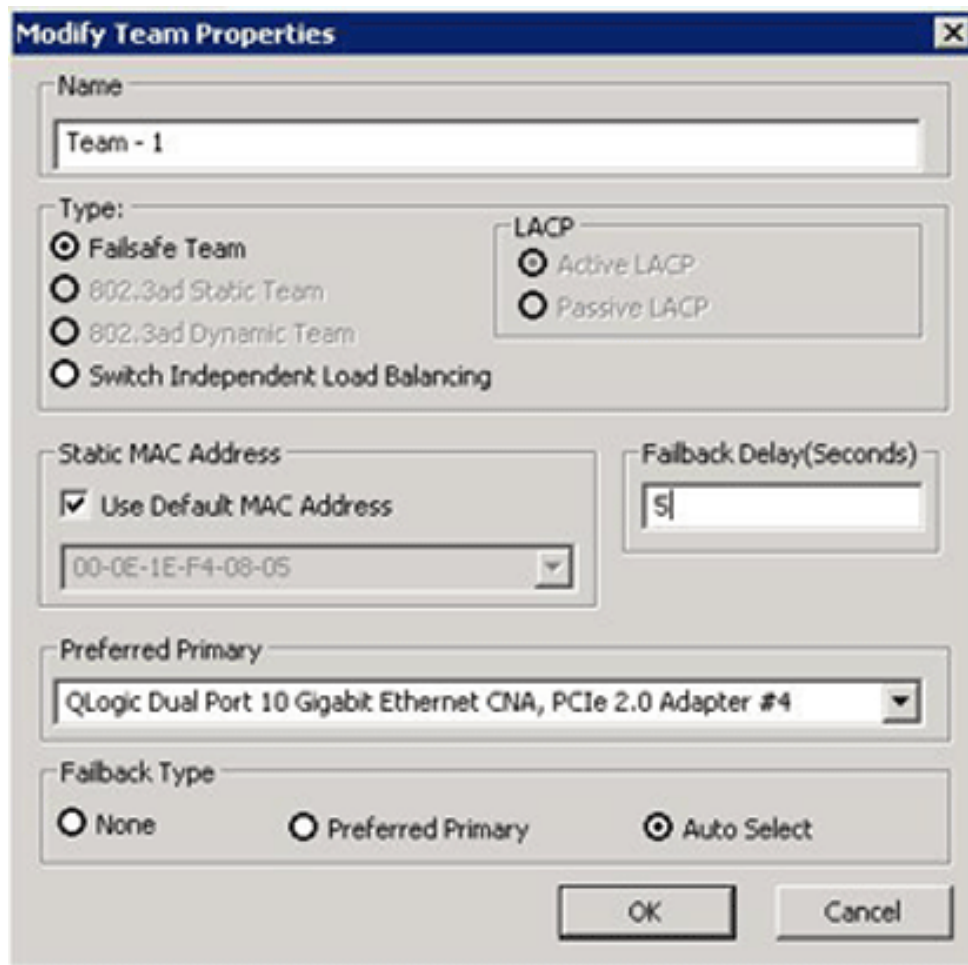 Modify Team Properties
Name
Team - 1
Type:
Failsafe Team
802.3ad Static Team
802.3ad Dynamic Team
Switch Independent Load Balancing
LACP
Active LACP
Passive LACP
Static MAC Address
Use Default MAC Address
00-0E-1E-F4-08-05
Failback Delay(Seconds)
5
Preferred Primary
QLogic Dual Port 10 Gigabit Ethernet CNA, PCIe 2.0 Adapter #4
Failback Type
None
Preferred Primary
Auto Select
OK
Cancel